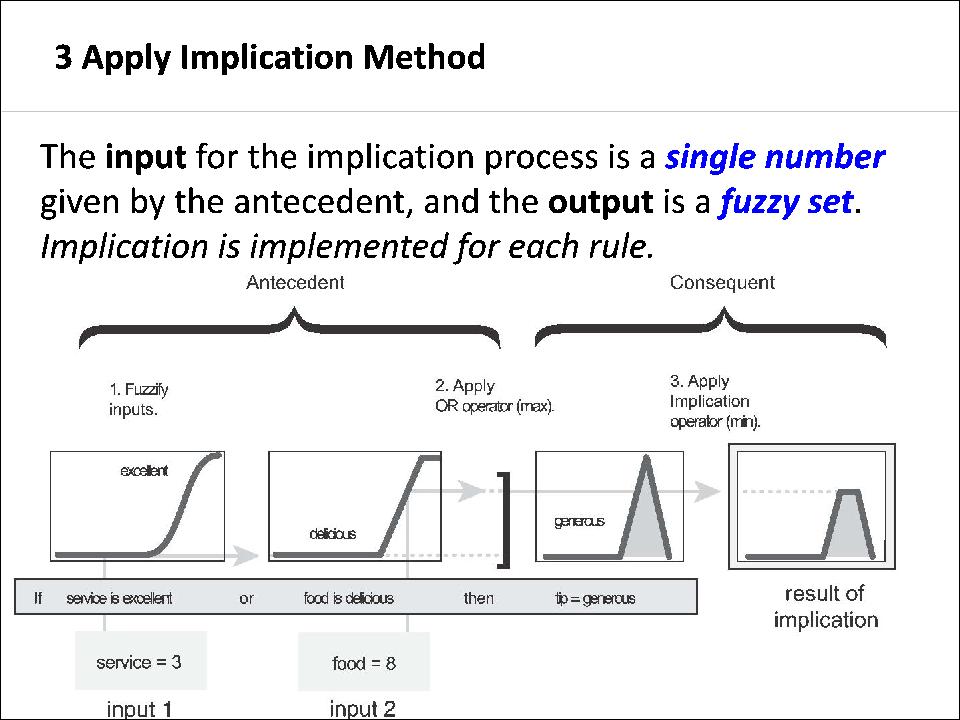 3 Apply Implication Method
The input for the implication process is a single number
given by the antecedent, and the output is a fuzzy set.
Implication is implemented for each rule.
Antecedent
Consequent
1. Fuzzify
inputs.
2. Apply
OR operator (max).
3. Apply
Implication
operator (min).
excellent
delicious
generous
If service is excellent or food is delicious then tip = generous
result of
implication
service = 3
food = 8
input 1
input 2